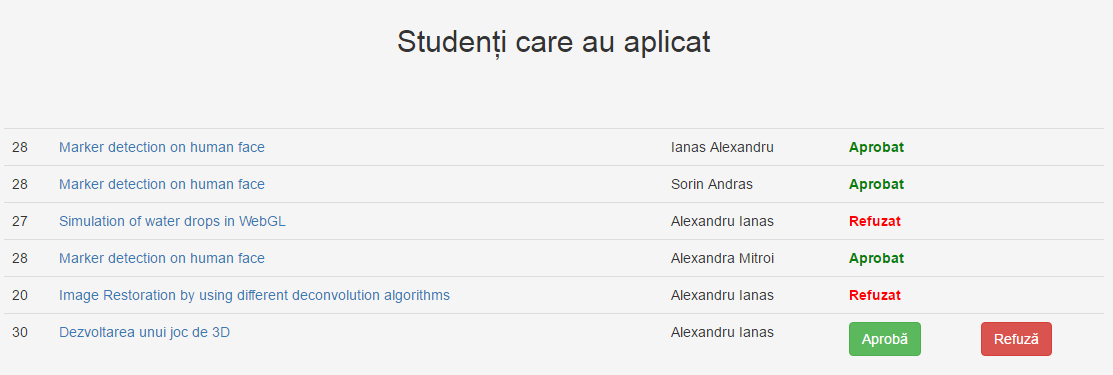 Studenți care au aplicat
28 Marker detection on human face Ianas Alexandru Aprobat
28 Marker detection on human face Sorin Andras Aprobat
27 Simulation of water drops in WebGL Alexandru Ianas Refuzat
28 Marker detection on human face Alexandra Mitroi Aprobat
20 Image Restoration by using different deconvolution algorithms Alexandru Ianas Refuzat
30 Dezvoltarea unui joc de 3D Alexandru Ianas Aprobă Refuză